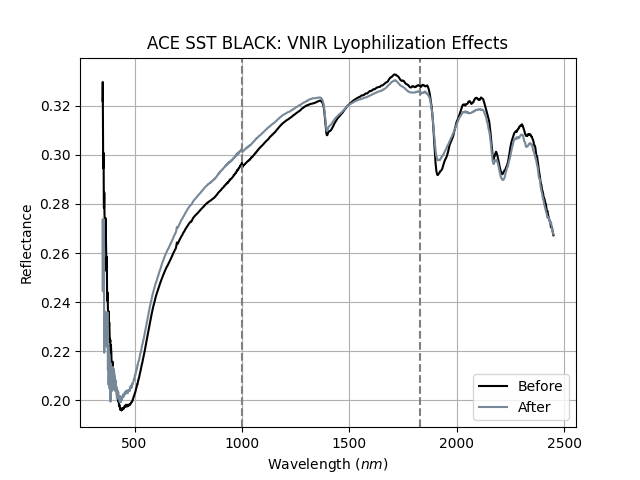 ACE SST BLACK: VNIR Lyophilization Effects
Reflectance
0.32
0.30
0.28
0.26
0.24
0.22
0.20
Before
After
500
1000
1500
2000
2500
Wavelength (nm)